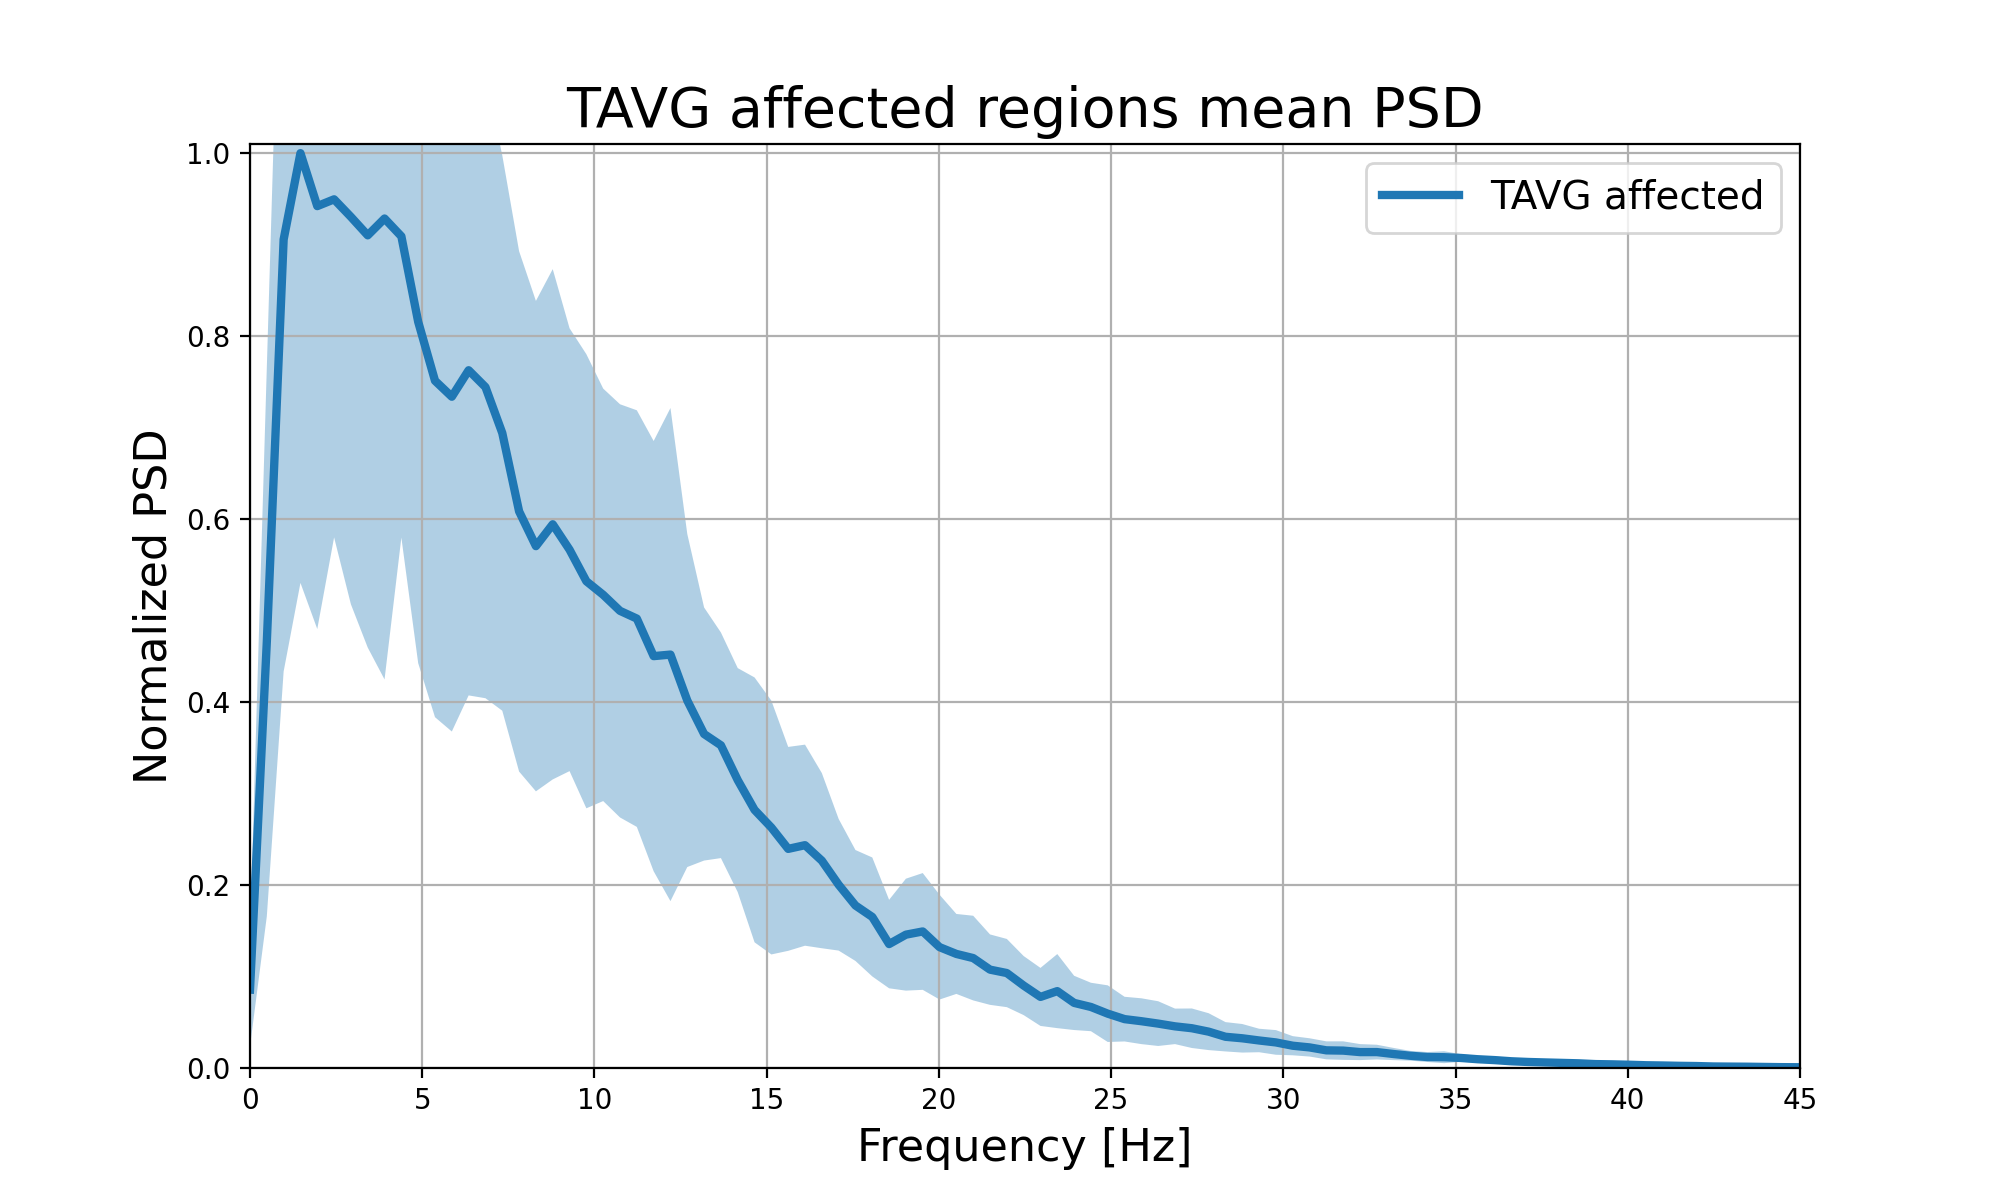 TAVG affected regions mean PSD
TAVG affected
Normalized PSD
1.0
0.8
0.6
0.4
0.2
0.0
0 5 10 15 20 25 30 35 40 45
Frequency [Hz]